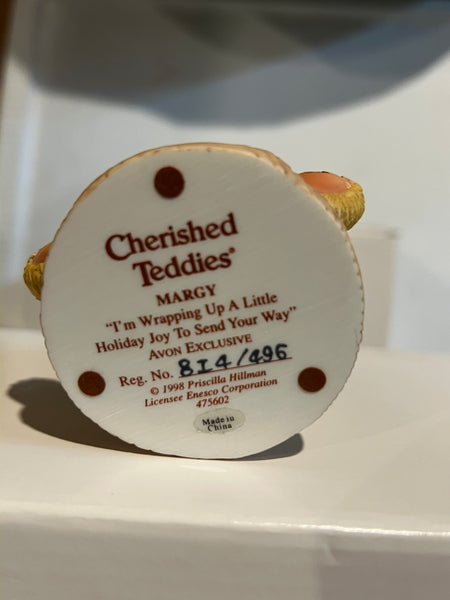 Cherished
Teddies®
MARGY
"I'm Wrapping Up A Little
Holiday Joy To Send Your Way"
AVON EXCLUSIVE
Reg. No. 8I4/496
© 1998 Priscilla Hillman
Licensee Enesco Corporation
475602
Made in
China